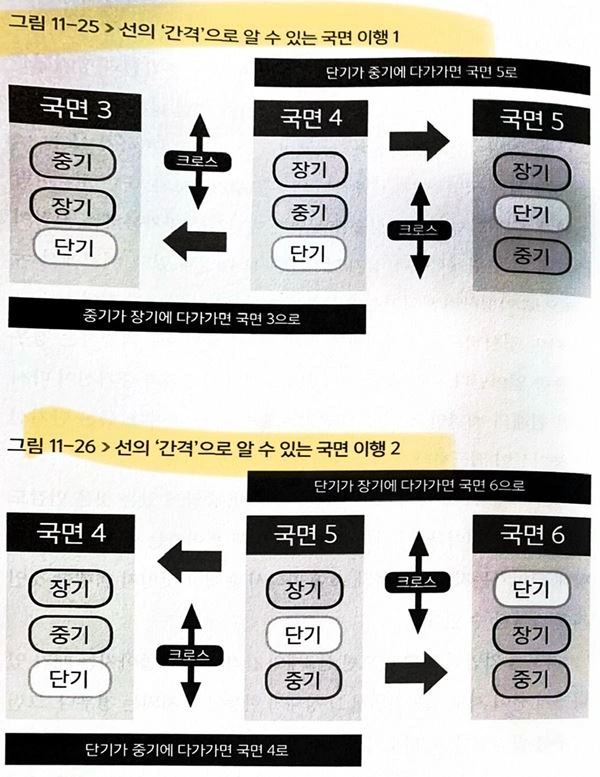 그림 11-25 > 선의 '간격'으로 알 수 있는 국면 이행 1
단기가 중기에 다가가면 국면 5로
국면 3
중기
장기
단기
크로스
국면 4
장기
중기
단기
크로스
국면 5
장기
단기
중기
중기가 장기에 다가가면 국면 3으로
그림 11-26 > 선의 '간격'으로 알 수 있는 국면 이행 2
단기가 장기에 다가가면 국면 6으로
국면 4
장기
중기
단기
크로스
국면 5
장기
단기
중기
크로스
국면 6
단기
장기
중기
단기가 중기에 다가가면 국면 4로